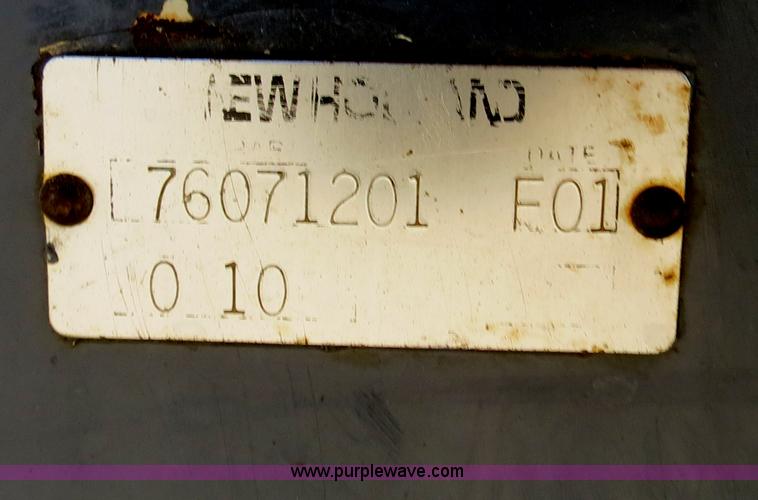 NEW HOLLAND
DATE
76071201 E01
0 10
www.purplewave.com